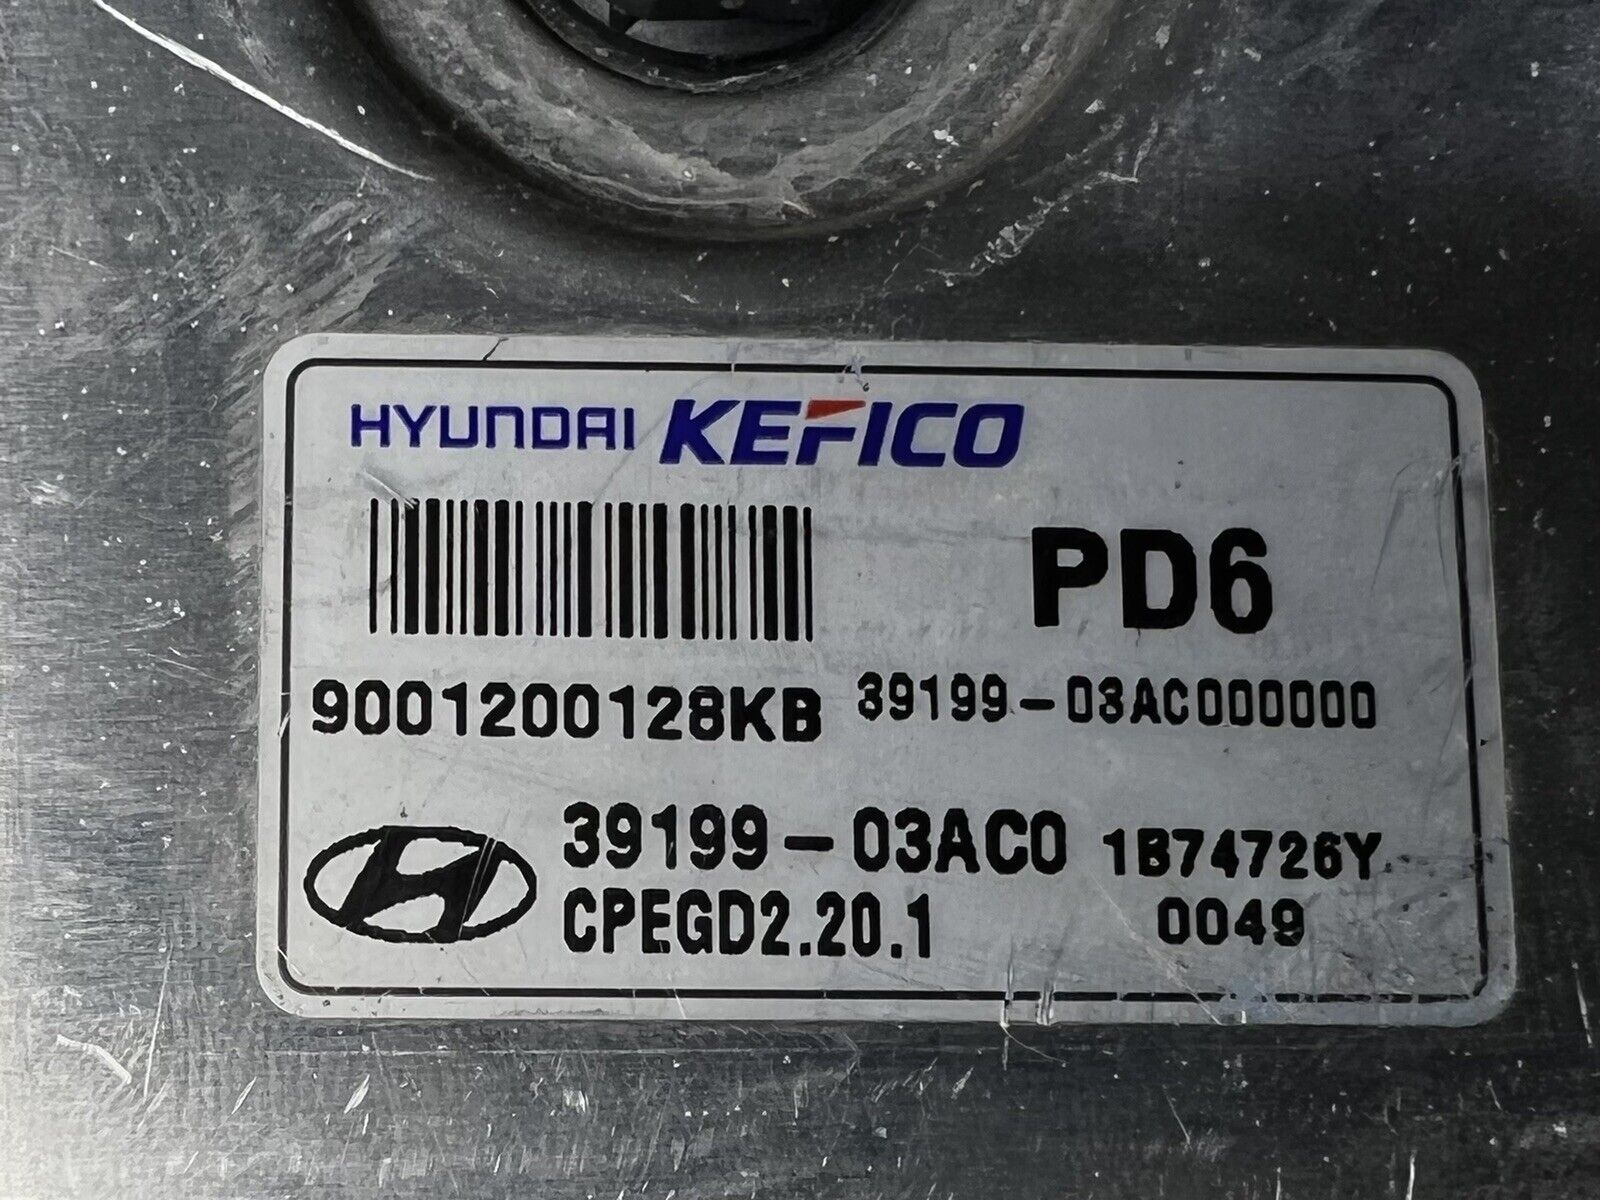 HYUNDAI KEFICO
PD6
9001200128KB 39199-03AC000000
39199-03AC0 1B74726Y
CPEGD2.20.1 0049